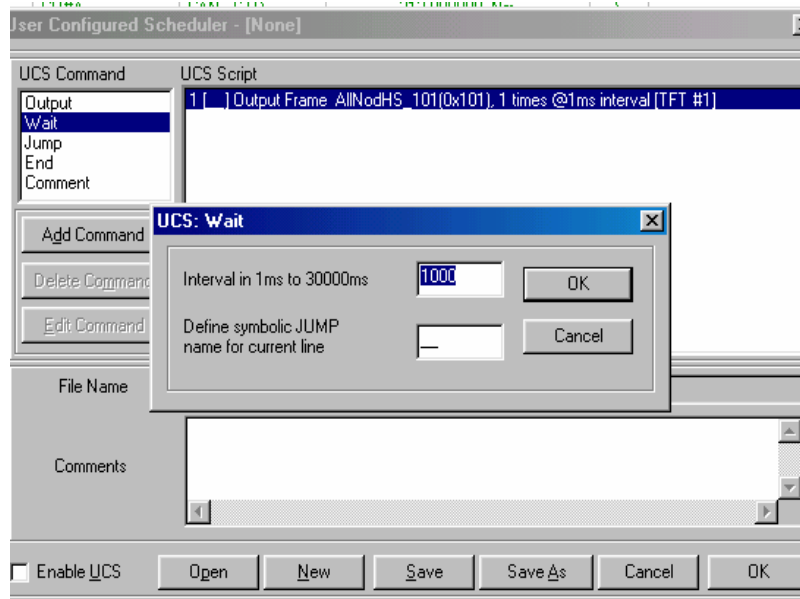 User Configured Scheduler - [None]
UCS Command
UCS Script
Output
Wait
Jump
End
Comment
1 [__] Output Frame AllNodHS_101(0x101), 1 times @1ms interval [TFT #1]
Add Command
Delete Command
Edit Command
UCS: Wait
Interval in 1ms to 30000ms
1000
OK
Define symbolic JUMP
name for current line
__
Cancel
File Name
Comments
Enable UCS
Open
New
Save
Save As
Cancel
OK